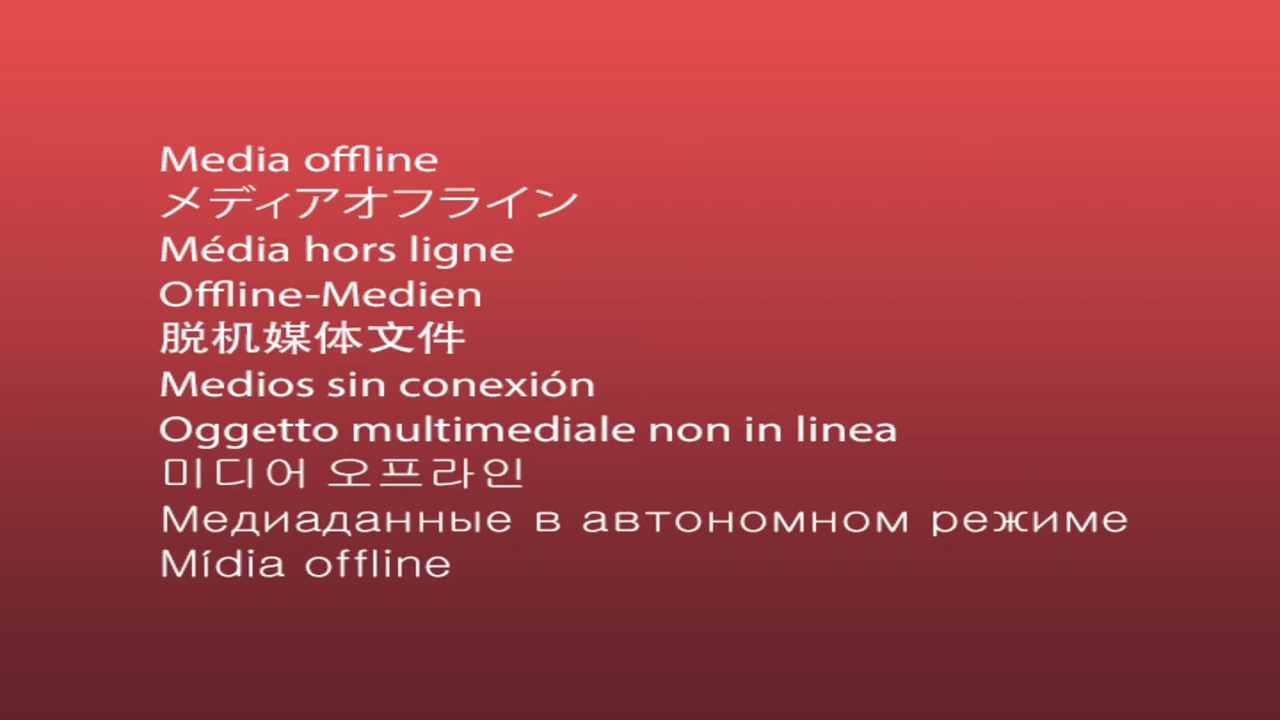 Media offline
メディアオフライン
Média hors ligne
Offline-Medien
脱机媒体文件
Medios sin conexión
Oggetto multimediale non in linea
미디어 오프라인
Медиаданные в автономном режиме
Mídia offline